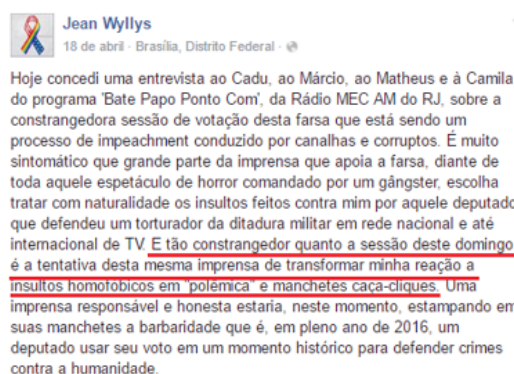 Jean Wyllys
18 de abril · Brasília, Distrito Federal ·
Hoje concedi uma entrevista ao Cadu, ao Márcio, ao Matheus e à Camila
do programa 'Bate Papo Ponto Com', da Rádio MEC AM do RJ, sobre a
constrangedora sessão de votação desta farsa que está sendo um
processo de impeachment conduzido por canalhas e corruptos. É muito
sintomático que grande parte da imprensa que apoia a farsa, diante de
toda aquele espetáculo de horror comandado por um gângster, escolha
tratar com naturalidade os insultos feitos contra mim por aquele deputado
que defendeu um torturador da ditadura militar em rede nacional e até
internacional de TV. E tão constrangedor quanto a sessão deste domingo
é a tentativa desta mesma imprensa de transformar minha reação a
insultos homofóbicos em "polêmica" e manchetes caça-cliques. Uma
imprensa responsável e honesta estaria, neste momento, estampando em
suas manchetes a barbaridade que é, em pleno ano de 2016, um
deputado usar seu voto em um momento histórico para defender crimes
contra a humanidade.